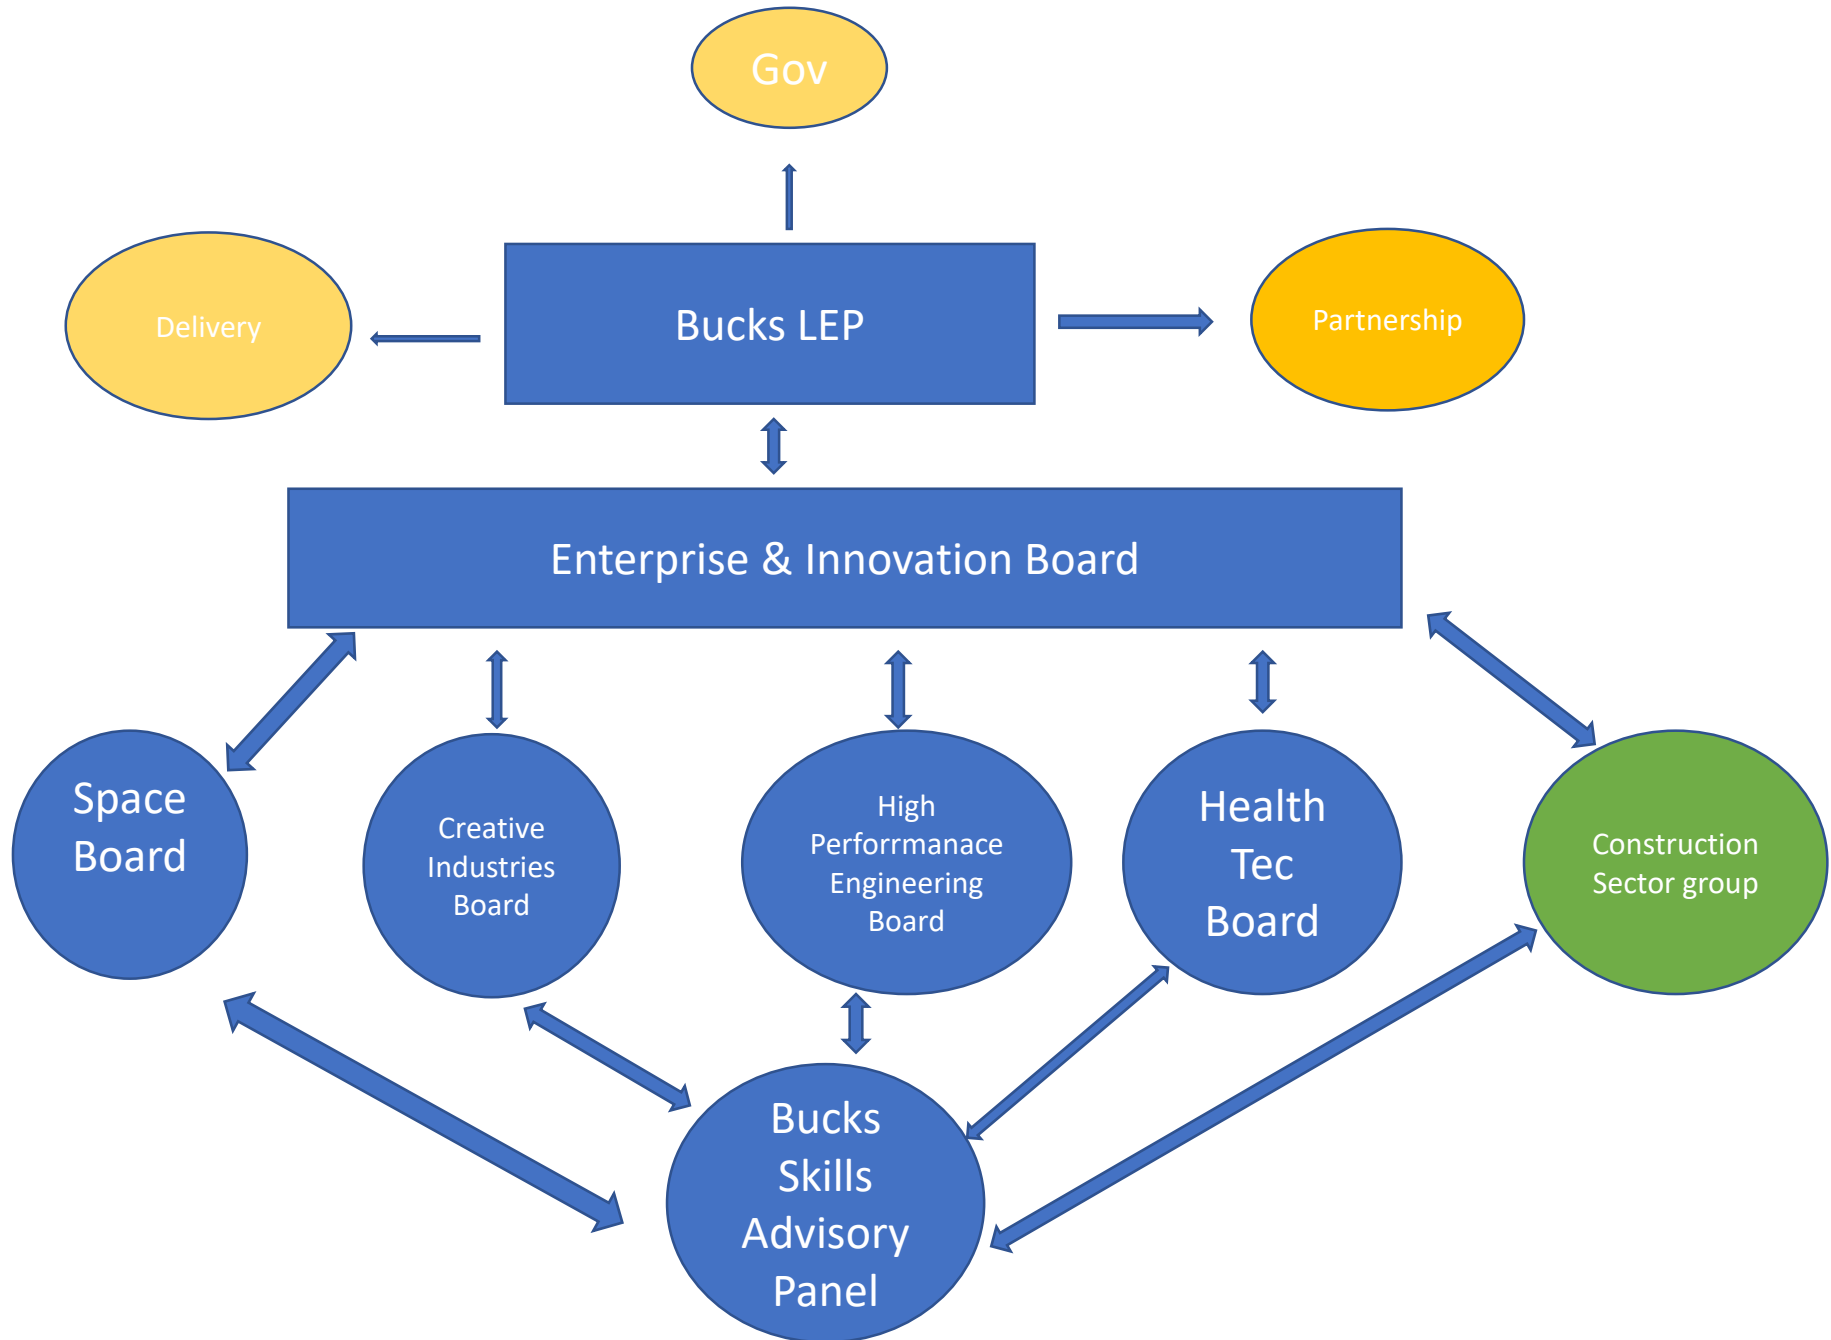 Gov
Delivery
Bucks LEP
Partnership
Enterprise & Innovation Board
Space
Board
Creative
Industries
Board
High
Perforrmanace
Engineering
Board
Health
Tec
Board
Construction
Sector group
Bucks
Skills
Advisory
Panel